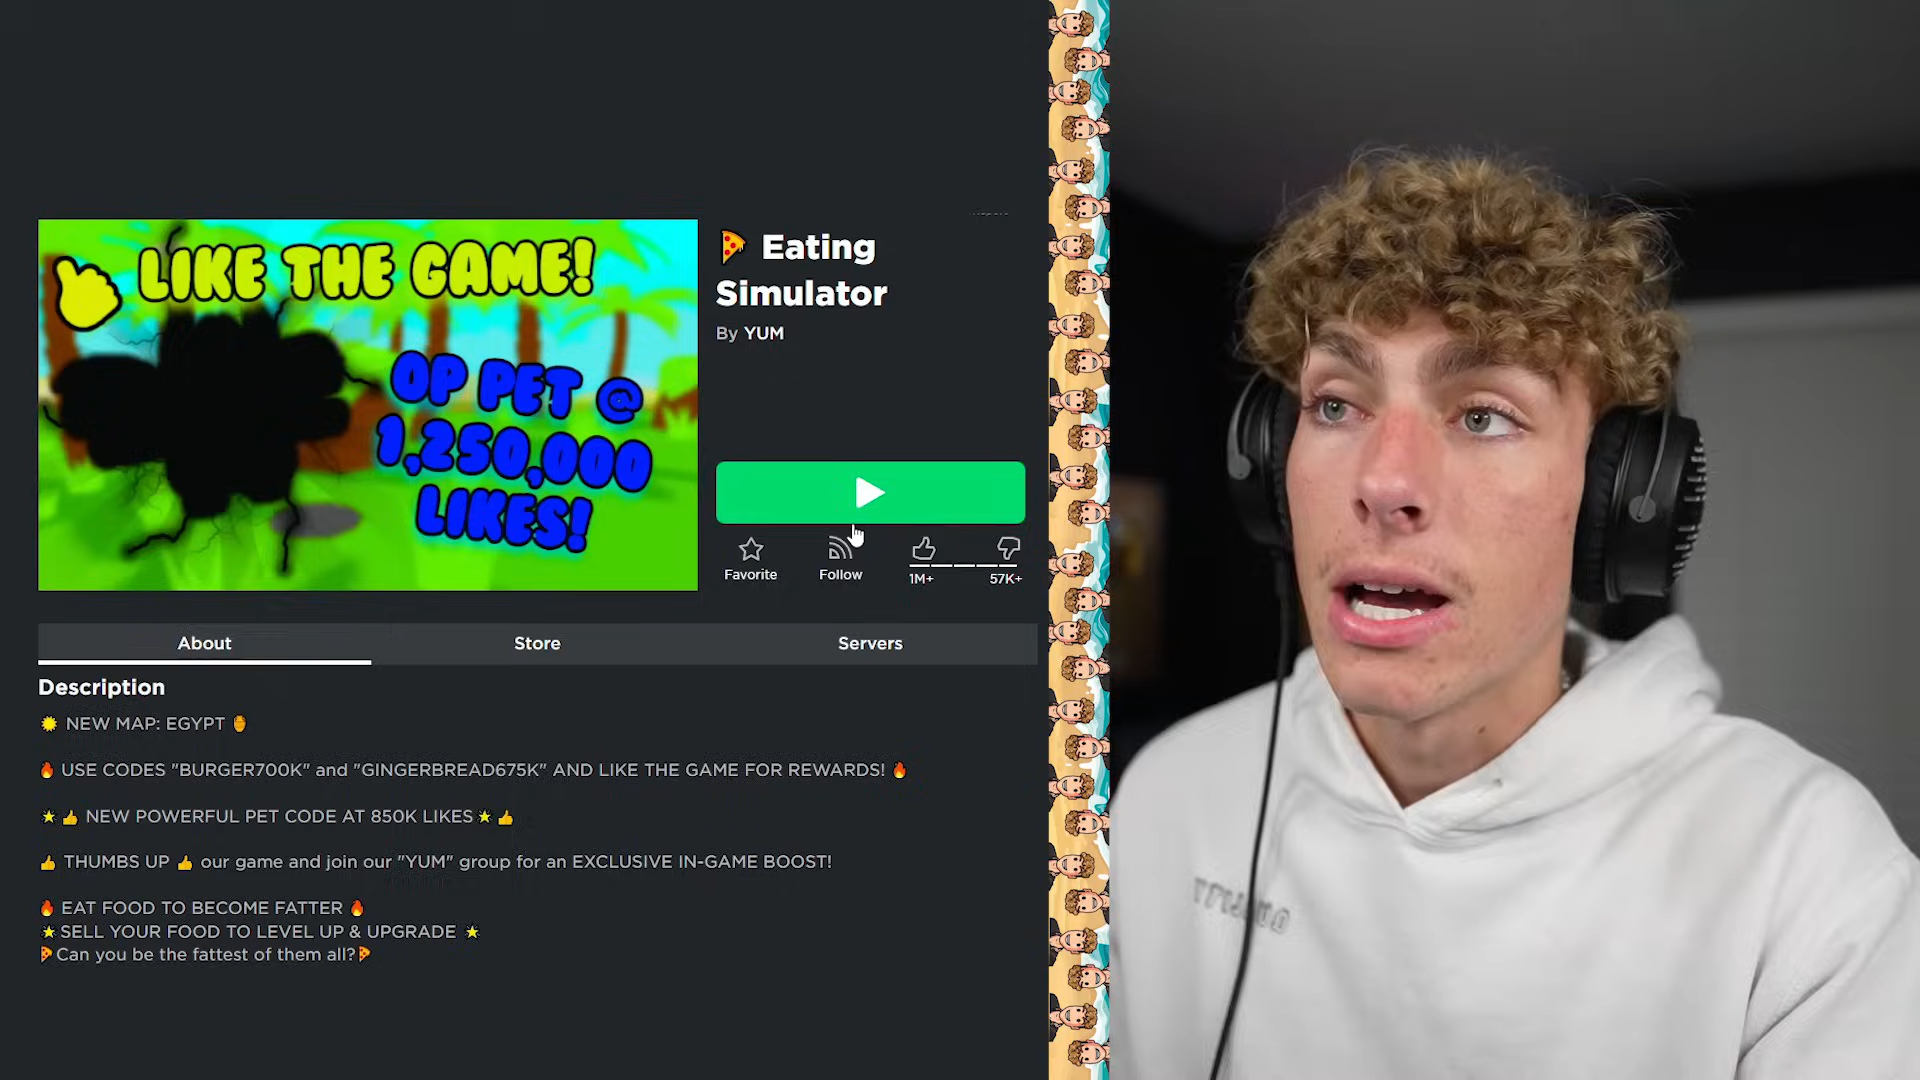 LIKE THE GAME!
OP PET @
1,250,000
LIKES!
🍕 Eating
Simulator
By YUM
Favorite
Follow
1M+
57K+
About
Store
Servers
Description
☀️ NEW MAP: EGYPT ⚱️
🔥 USE CODES "BURGER700K" and "GINGERBREAD675K" AND LIKE THE GAME FOR REWARDS! 🔥
🌟 👍 NEW POWERFUL PET CODE AT 850K LIKES 🌟 👍
👍 THUMBS UP 👍 our game and join our "YUM" group for an EXCLUSIVE IN-GAME BOOST!
🔥 EAT FOOD TO BECOME FATTER 🔥
🌟 SELL YOUR FOOD TO LEVEL UP & UPGRADE 🌟
🍕Can you be the fattest of them all?🍕